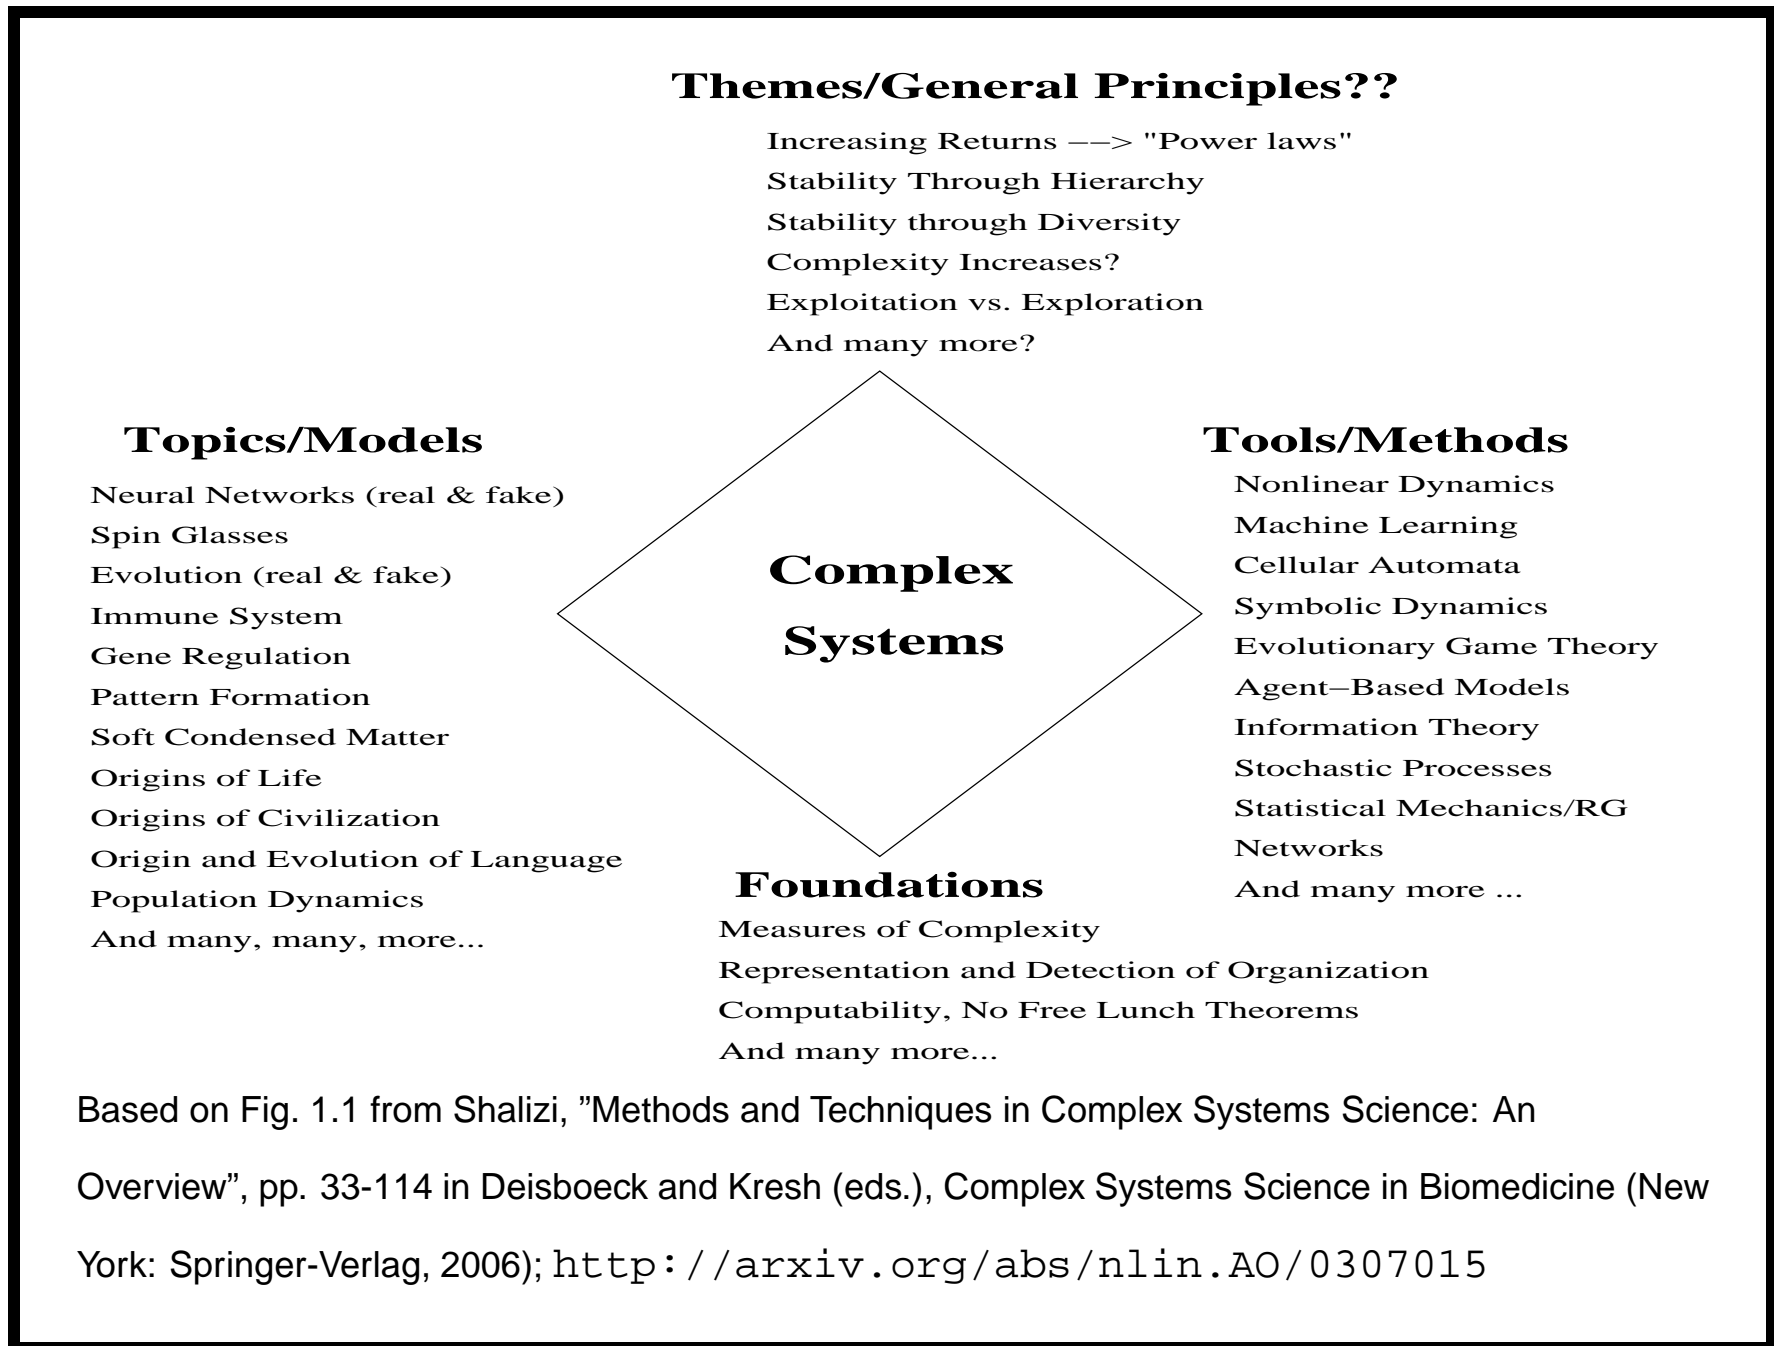 Themes/General Principles??
Increasing Returns −−> "Power laws"
Stability Through Hierarchy
Stability through Diversity
Complexity Increases?
Exploitation vs. Exploration
And many more?
Topics/Models
Neural Networks (real & fake)
Spin Glasses
Evolution (real & fake)
Immune System
Gene Regulation
Pattern Formation
Soft Condensed Matter
Origins of Life
Origins of Civilization
Origin and Evolution of Language
Population Dynamics
And many, many, more...
Complex
Systems
Tools/Methods
Nonlinear Dynamics
Machine Learning
Cellular Automata
Symbolic Dynamics
Evolutionary Game Theory
Agent−Based Models
Information Theory
Stochastic Processes
Statistical Mechanics/RG
Networks
And many more ...
Foundations
Measures of Complexity
Representation and Detection of Organization
Computability, No Free Lunch Theorems
And many more...
Based on Fig. 1.1 from Shalizi, ”Methods and Techniques in Complex Systems Science: An
Overview”, pp. 33-114 in Deisboeck and Kresh (eds.), Complex Systems Science in Biomedicine (New
York: Springer-Verlag, 2006); http://arxiv.org/abs/nlin.AO/0307015